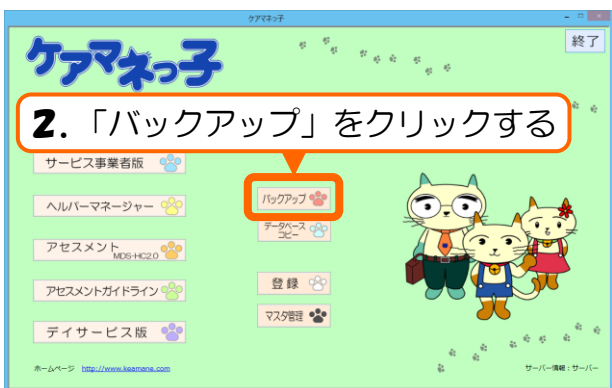 ケアマネっ子
終了
ケアマネっ子
2.「バックアップ」をクリックする
サービス事業者版
バックアップ
ヘルパーマネージャー
データベース
コピー
アセスメント
MDS-HC2.0
登録
アセスメントガイドライン
マスタ管理
デイサービス版
ホームページ http://www.keamane.com
サーバー情報:サーバー